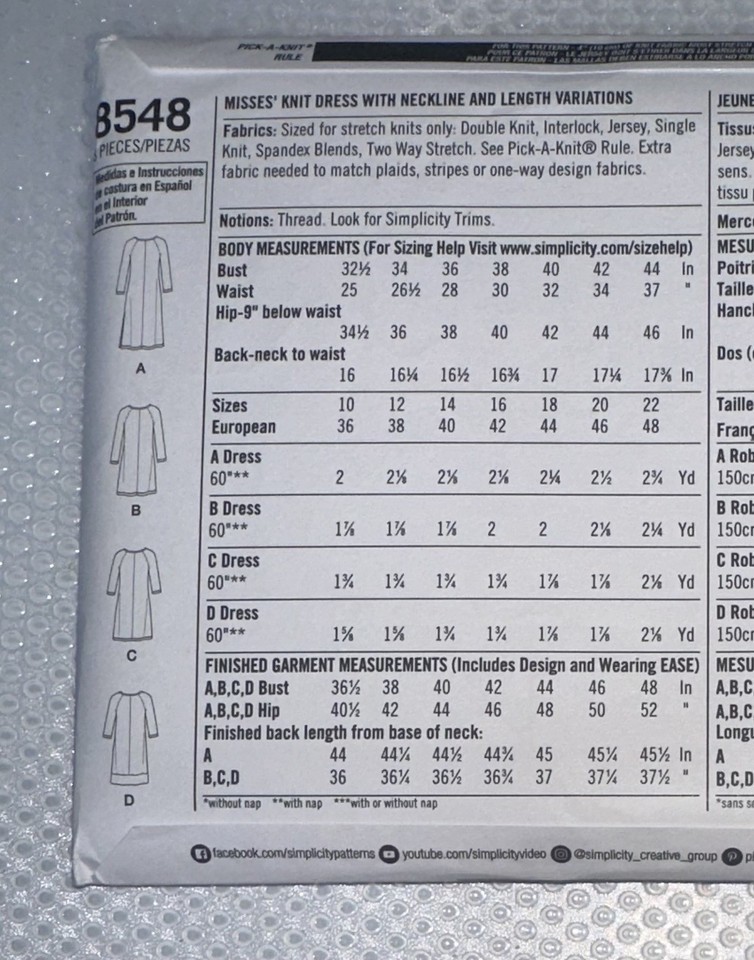 PICK-A-KNIT®
RULE
8548
PIECES/PIEZAS
Medidas e Instrucciones
de costura en Español
en el Interior
del Patrón.
A
B
C
D
MISSES' KNIT DRESS WITH NECKLINE AND LENGTH VARIATIONS
Fabrics: Sized for stretch knits only: Double Knit, Interlock, Jersey, Single
Knit, Spandex Blends, Two Way Stretch. See Pick-A-Knit® Rule. Extra
fabric needed to match plaids, stripes or one-way design fabrics.
Notions: Thread. Look for Simplicity Trims.
BODY MEASUREMENTS (For Sizing Help Visit www.simplicity.com/sizehelp)
Bust 32½ 34 36 38 40 42 44 In
Waist 25 26½ 28 30 32 34 37 "
Hip-9" below waist
34½ 36 38 40 42 44 46 In
Back-neck to waist
16 16¼ 16½ 16¾ 17 17¼ 17⅜ In
Sizes 10 12 14 16 18 20 22
European 36 38 40 42 44 46 48
A Dress
60"*** 2 2⅛ 2⅛ 2⅛ 2¼ 2½ 2¾ Yd
B Dress
60"*** 1⅞ 1⅞ 1⅞ 2 2 2⅛ 2¼ Yd
C Dress
60"*** 1¾ 1¾ 1¾ 1¾ 1⅞ 1⅞ 2⅛ Yd
D Dress
60"*** 1⅝ 1⅝ 1¾ 1¾ 1⅞ 1⅞ 2⅛ Yd
FINISHED GARMENT MEASUREMENTS (Includes Design and Wearing EASE)
A,B,C,D Bust 36½ 38 40 42 44 46 48 In
A,B,C,D Hip 40½ 42 44 46 48 50 52 "
Finished back length from base of neck:
A 44 44¼ 44½ 44¾ 45 45¼ 45½ In
B,C,D 36 36¼ 36½ 36¾ 37 37¼ 37½ "
*without nap **with nap ***with or without nap
JEUNE
Tissu
Jersey
sens.
tissu
Merc
MESU
Poitri
Taille
Hanc
Dos (
Taille
Franç
A Rob
150cm
B Rob
150cm
C Rob
150cm
D Rob
150cm
MESU
A,B,C
A,B,C
Longu
A
B,C,D
*sans
facebook.com/simplicitypatterns youtube.com/simplicityvideo @simplicity_creative_group pi